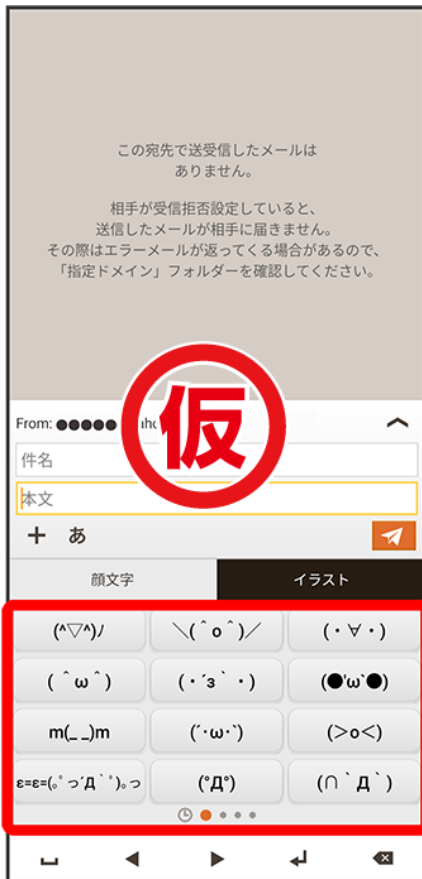 この宛先で送受信したメールは
ありません。
相手が受信拒否設定していると、
送信したメールが相手に届きません。
その際はエラーメールが返ってくる場合があるので、
「指定ドメイン」フォルダーを確認してください。
仮
From: ●●●●●
件名
本文
+ あ
顔文字 イラスト
(^▽^)ﾉ ＼(＾o＾)／ (・∀・)
(＾ω＾) (・´з｀・) (●'ω`●)
m(_ _)m (´･ω･`) (>o<)
ε=ε=(｡ﾟっ´Д｀ﾟ)｡っ (°Д°) (∩｀Д｀)